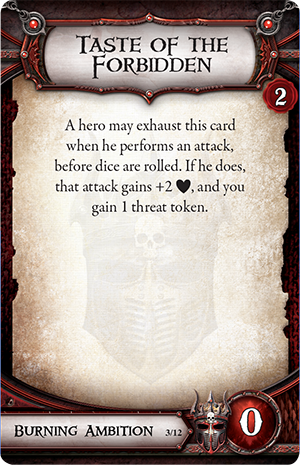 Taste of the
Forbidden
2
A hero may exhaust this card
when he performs an attack,
before dice are rolled. If he does,
that attack gains +2 ♥, and you
gain 1 threat token.
Burning Ambition 3/12
0